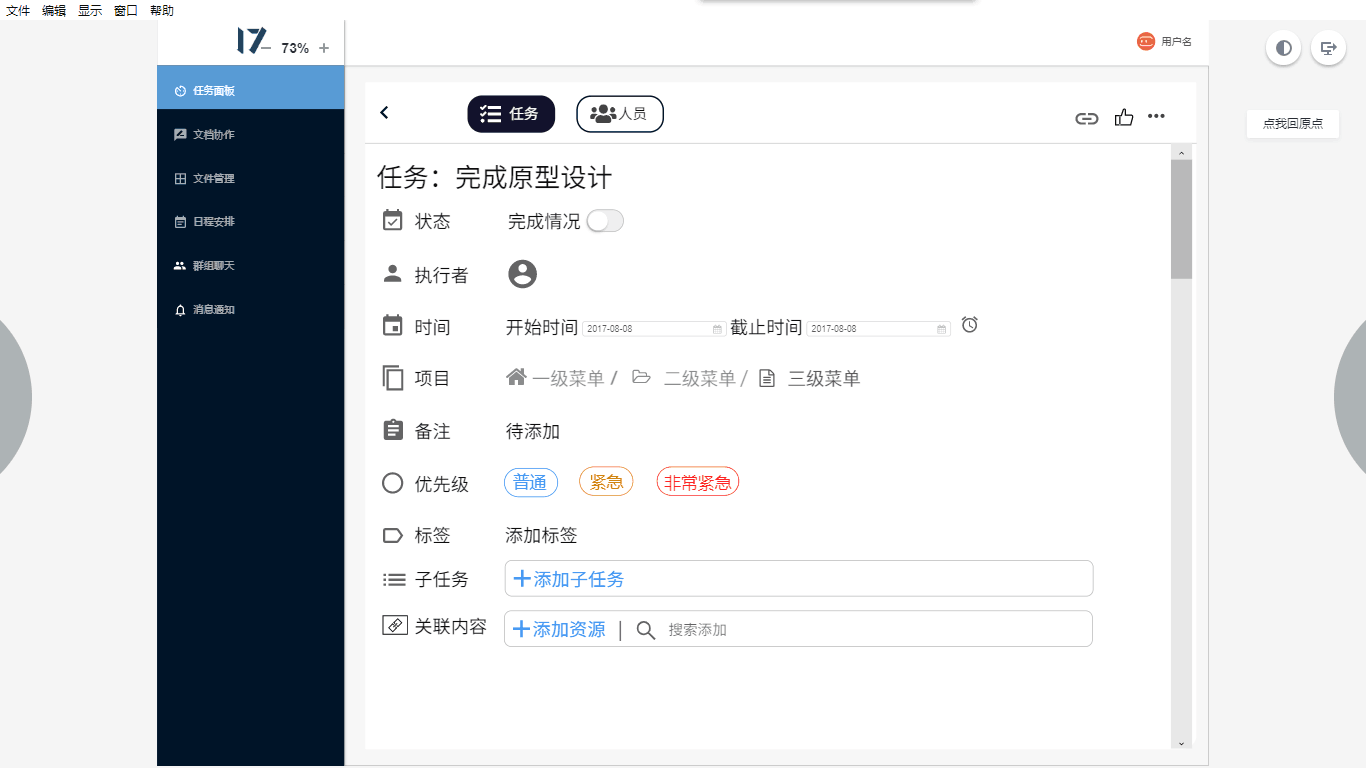 文件 编辑 显示 窗口 帮助
17 73% +
用户名
任务面板
文档协作
文件管理
日程安排
群组聊天
消息通知
任务 人员
点我回原点
任务：完成原型设计
状态 完成情况
执行者
时间 开始时间 2017-08-08 截止时间 2017-08-08
项目 一级菜单 / 二级菜单 / 三级菜单
备注 待添加
优先级 普通 紧急 非常紧急
标签 添加标签
子任务 +添加子任务
关联内容 +添加资源 | 搜索添加